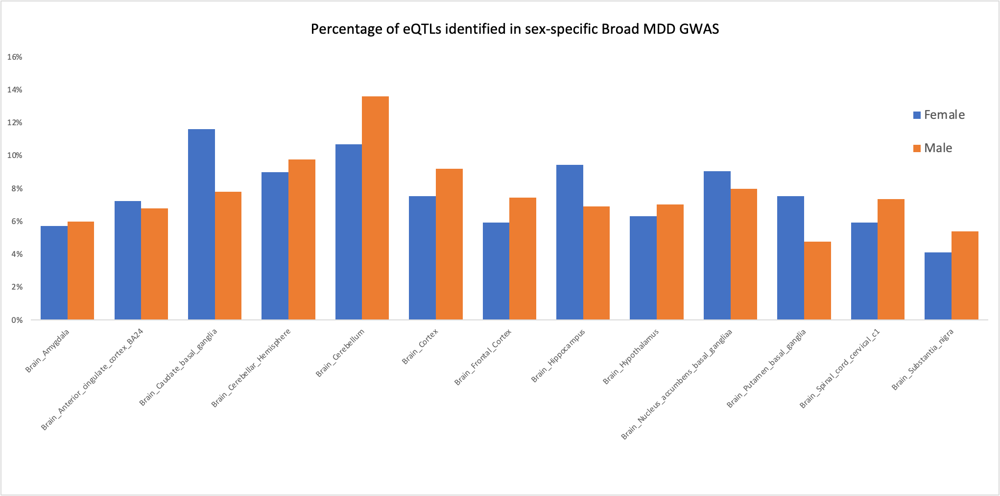 Percentage of eQTLs identified in sex-specific Broad MDD GWAS
16%
14%
12%
10%
8%
6%
4%
2%
0%
Female
Male
Brain_Amygdala
Brain_Anterior_cingulate_cortex_BA24
Brain_Caudate_basal_ganglia
Brain_Cerebellar_Hemisphere
Brain_Cerebellum
Brain_Cortex
Brain_Frontal_Cortex
Brain_Hippocampus
Brain_Hypothalamus
Brain_Nucleus_accumbens_basal_gangliaa
Brain_Putamen_basal_ganglia
Brain_Spinal_cord_cervical_c1
Brain_Substantia_nigra